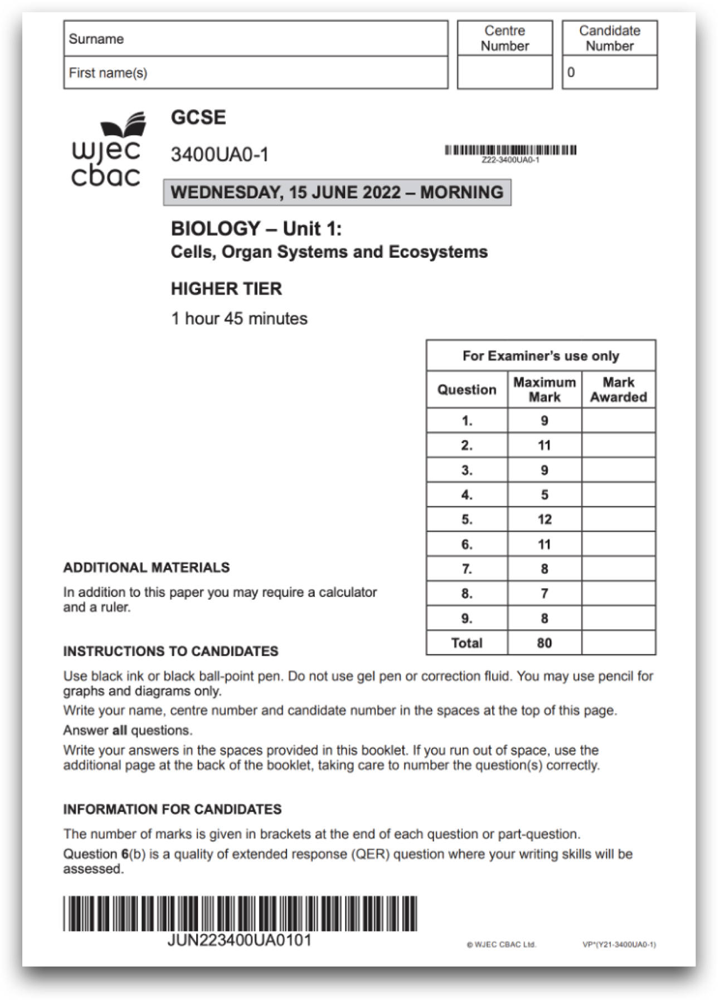 Surname
Centre
Number
Candidate
Number
First name(s)
0
wjec
cbac
GCSE
3400UA0-1
Z22-3400UA0-1
WEDNESDAY, 15 JUNE 2022 – MORNING
BIOLOGY – Unit 1:
Cells, Organ Systems and Ecosystems
HIGHER TIER
1 hour 45 minutes
For Examiner's use only
Question
Maximum
Mark
Mark
Awarded
1. 9
2. 11
3. 9
4. 5
5. 12
6. 11
7. 8
8. 7
9. 8
Total 80
ADDITIONAL MATERIALS
In addition to this paper you may require a calculator
and a ruler.
INSTRUCTIONS TO CANDIDATES
Use black ink or black ball-point pen. Do not use gel pen or correction fluid. You may use pencil for
graphs and diagrams only.
Write your name, centre number and candidate number in the spaces at the top of this page.
Answer all questions.
Write your answers in the spaces provided in this booklet. If you run out of space, use the
additional page at the back of the booklet, taking care to number the question(s) correctly.
INFORMATION FOR CANDIDATES
The number of marks is given in brackets at the end of each question or part-question.
Question 6(b) is a quality of extended response (QER) question where your writing skills will be
assessed.
JUN223400UA0101
© WJEC CBAC Ltd.
VP*(Y21-3400UA0-1)